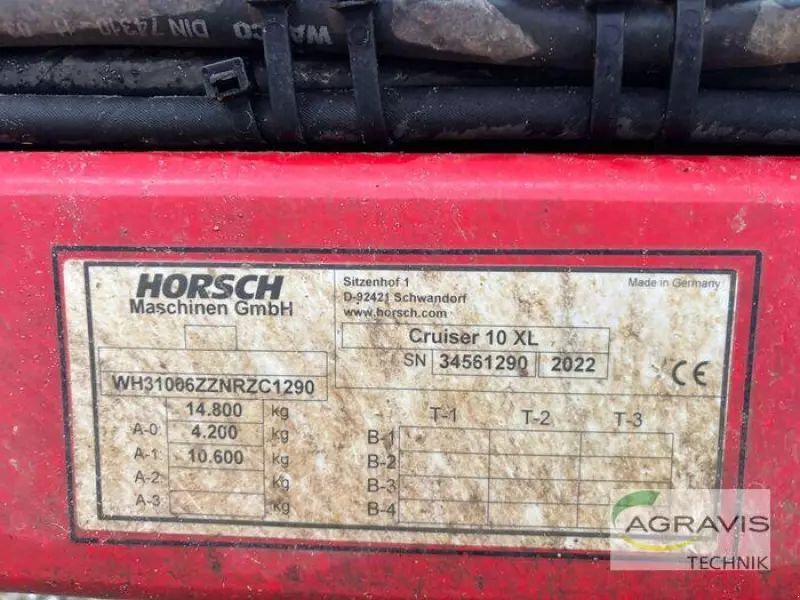 WABCO DIN 74310
HORSCH
Maschinen GmbH
Sitzenhof 1
D-92421 Schwandorf
www.horsch.com
Made in Germany
Cruiser 10 XL
SN 34561290 2022
CE
WH31006ZZNRZC1290
14.800 kg
A-0 4.200 kg
A-1 10.600 kg
A-2 kg
A-3 kg
T-1 T-2 T-3
B-1
B-2
B-3
B-4
AGRAVIS
TECHNIK